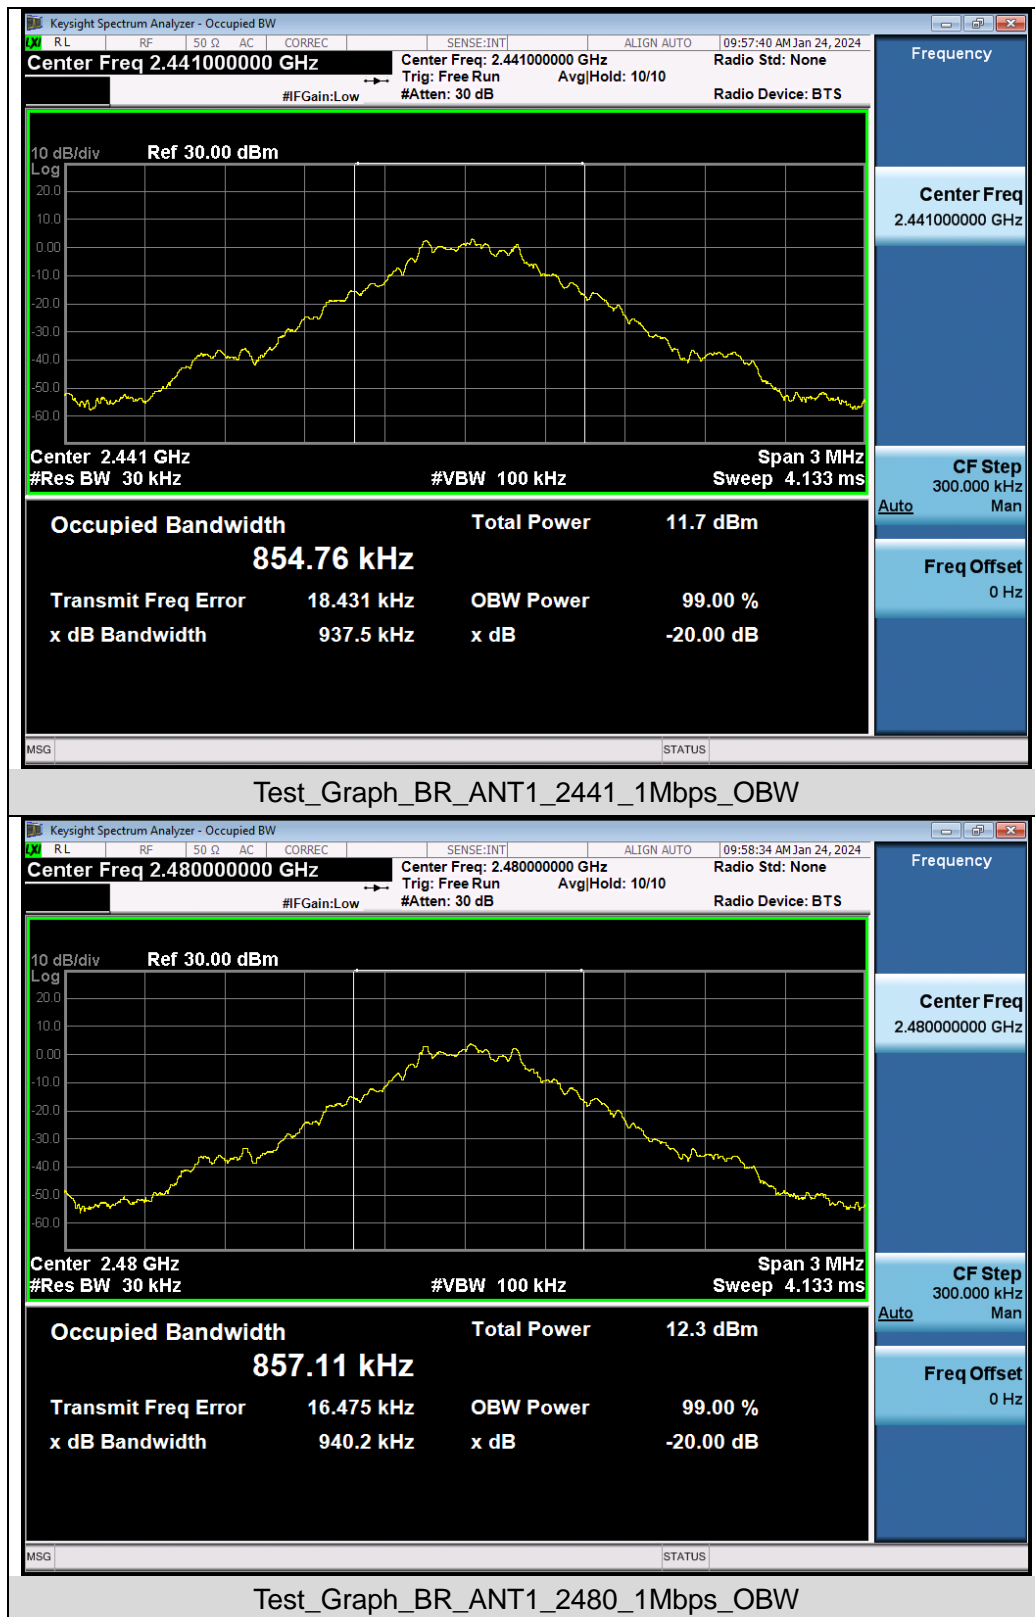 Keysight Spectrum Analyzer - Occupied BW
LXI RL RF 50 Ω AC CORREC SENSE:INT ALIGN AUTO 09:57:40 AM Jan 24, 2024
Center Freq 2.441000000 GHz
Center Freq: 2.441000000 GHz
Radio Std: None
Trig: Free Run Avg|Hold: 10/10
#IFGain:Low
#Atten: 30 dB
Radio Device: BTS
Frequency
10 dB/div Ref 30.00 dBm
Log
20.0
10.0
0.00
-10.0
-20.0
-30.0
-40.0
-50.0
-60.0
Center Freq
2.441000000 GHz
Center 2.441 GHz Span 3 MHz
#Res BW 30 kHz #VBW 100 kHz Sweep 4.133 ms
CF Step
300.000 kHz
Auto Man
Freq Offset
0 Hz
Occupied Bandwidth Total Power 11.7 dBm
854.76 kHz
Transmit Freq Error 18.431 kHz OBW Power 99.00 %
x dB Bandwidth 937.5 kHz x dB -20.00 dB
MSG STATUS
Test_Graph_BR_ANT1_2441_1Mbps_OBW
Keysight Spectrum Analyzer - Occupied BW
LXI RL RF 50 Ω AC CORREC SENSE:INT ALIGN AUTO 09:58:34 AM Jan 24, 2024
Center Freq 2.480000000 GHz
Center Freq: 2.480000000 GHz
Radio Std: None
Trig: Free Run Avg|Hold: 10/10
#IFGain:Low
#Atten: 30 dB
Radio Device: BTS
Frequency
10 dB/div Ref 30.00 dBm
Log
20.0
10.0
0.00
-10.0
-20.0
-30.0
-40.0
-50.0
-60.0
Center Freq
2.480000000 GHz
Center 2.48 GHz Span 3 MHz
#Res BW 30 kHz #VBW 100 kHz Sweep 4.133 ms
CF Step
300.000 kHz
Auto Man
Freq Offset
0 Hz
Occupied Bandwidth Total Power 12.3 dBm
857.11 kHz
Transmit Freq Error 16.475 kHz OBW Power 99.00 %
x dB Bandwidth 940.2 kHz x dB -20.00 dB
MSG STATUS
Test_Graph_BR_ANT1_2480_1Mbps_OBW